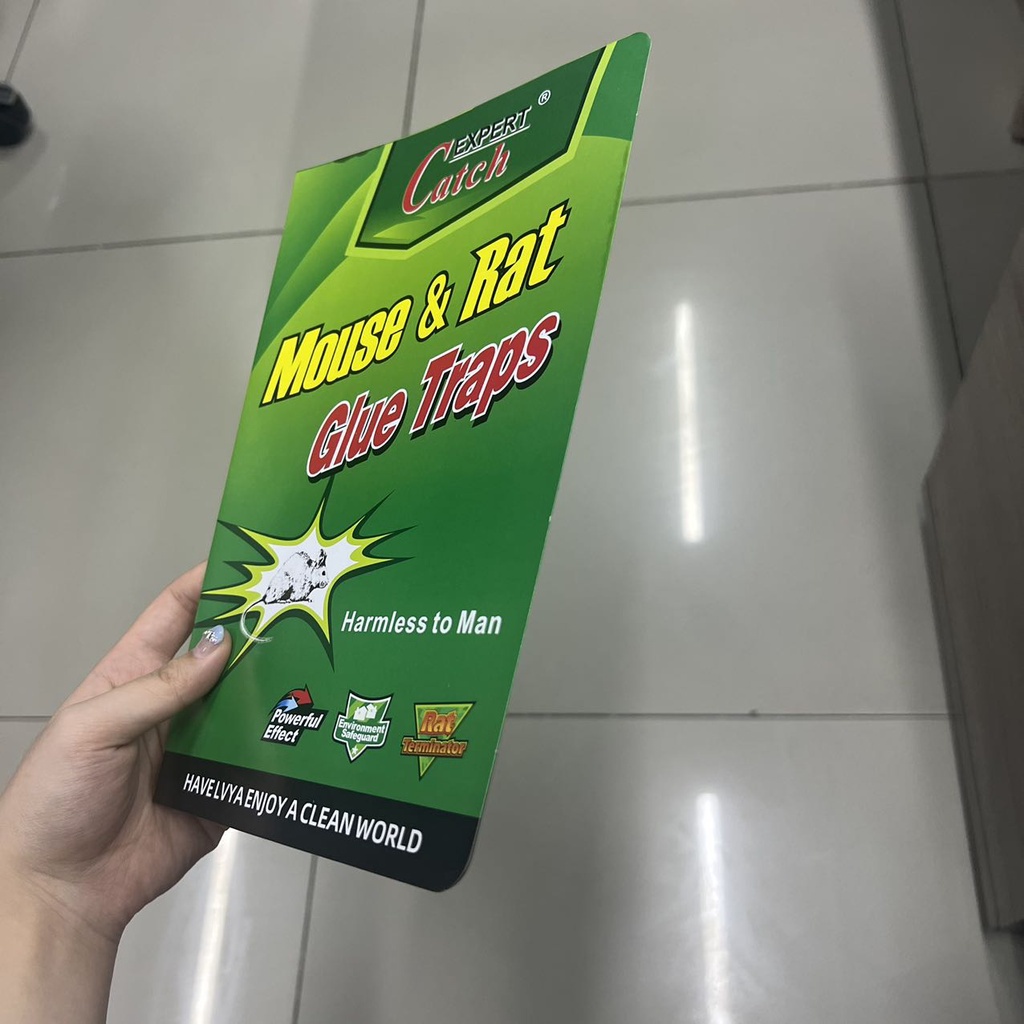 EXPERT ®
Catch
Mouse & Rat
Glue Traps
Harmless to Man
Powerful
Effect
Environment
Safeguard
Rat
Terminator
HAVE LVYA ENJOY A CLEAN WORLD